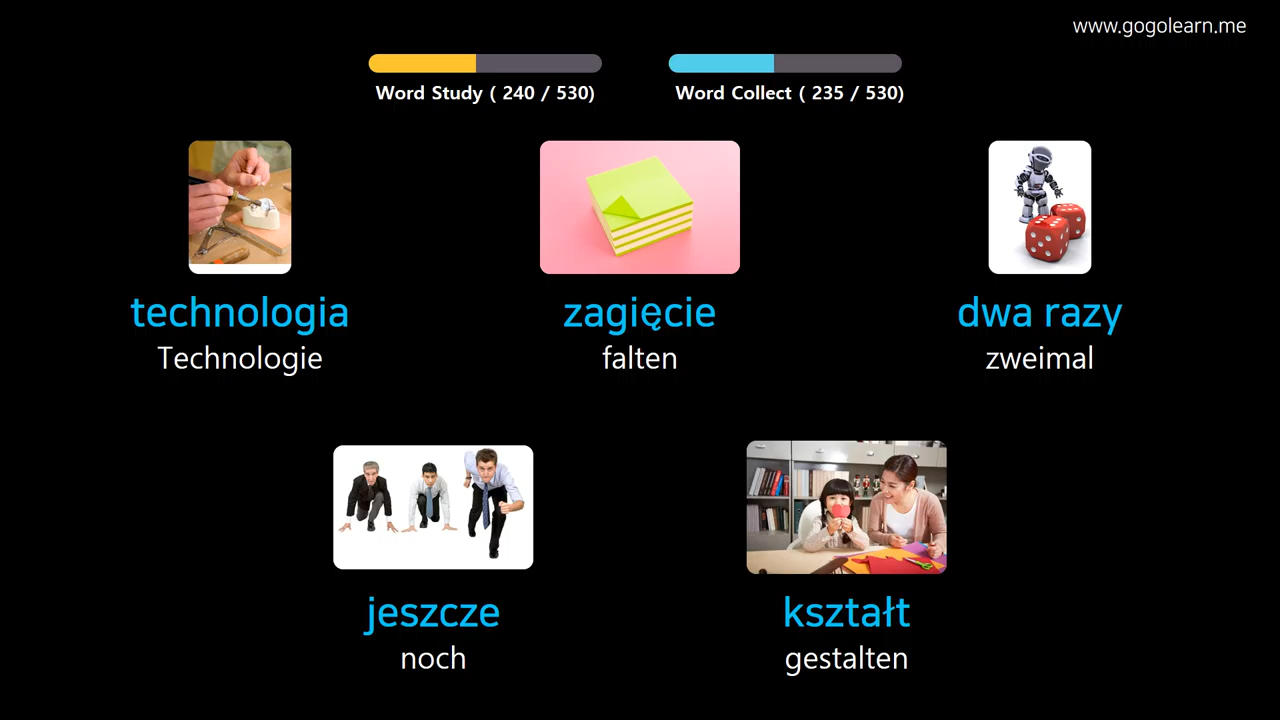 www.gogolearn.me
Word Study ( 240 / 530)
Word Collect ( 235 / 530)
technologia
Technologie
zagięcie
falten
dwa razy
zweimal
jeszcze
noch
kształt
gestalten